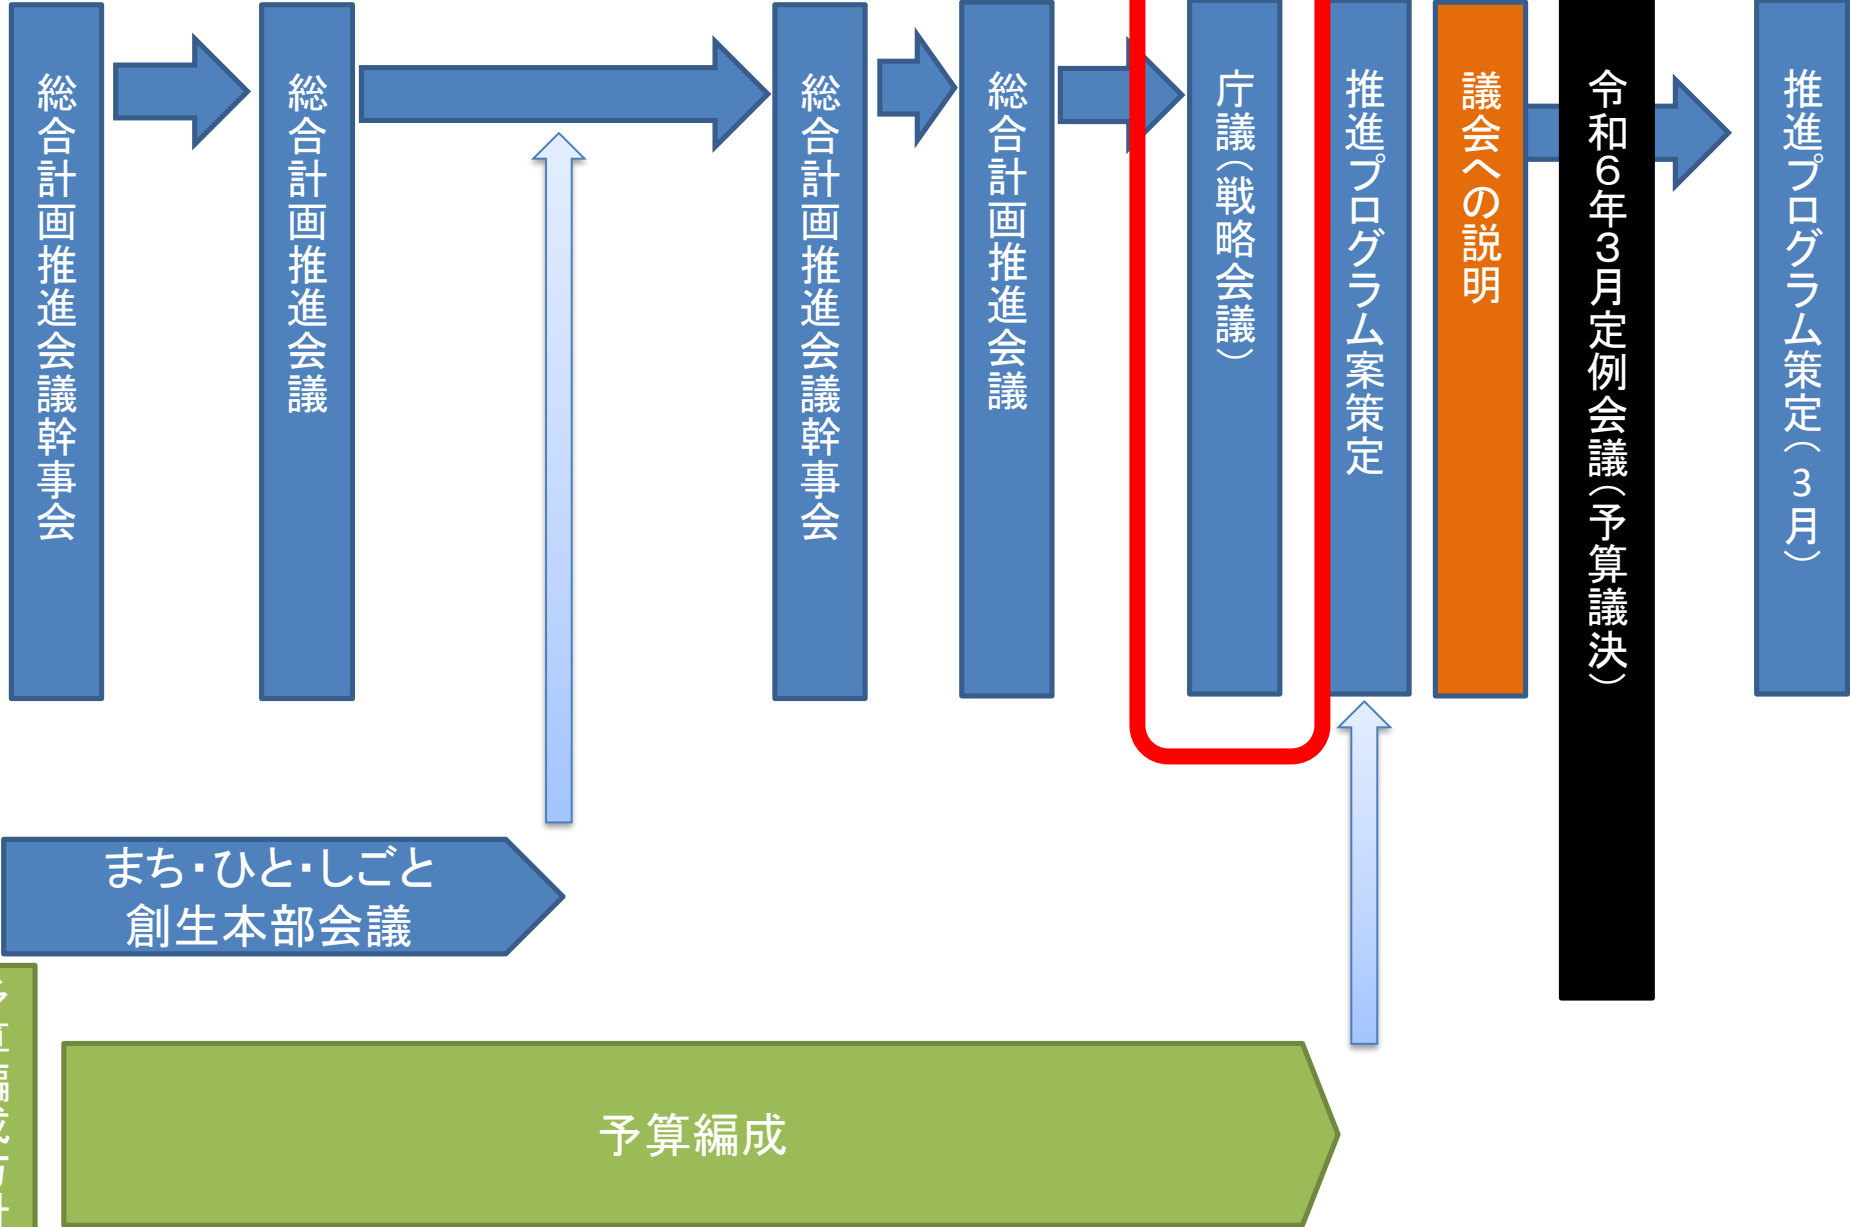 総合計画推進会議幹事会
総合計画推進会議
総合計画推進会議幹事会
総合計画推進会議
庁議（戦略会議）
推進プログラム案策定
議会への説明
令和６年３月定例会議（予算議決）
推進プログラム策定（３月）
まち・ひと・しごと
創生本部会議
予算編成